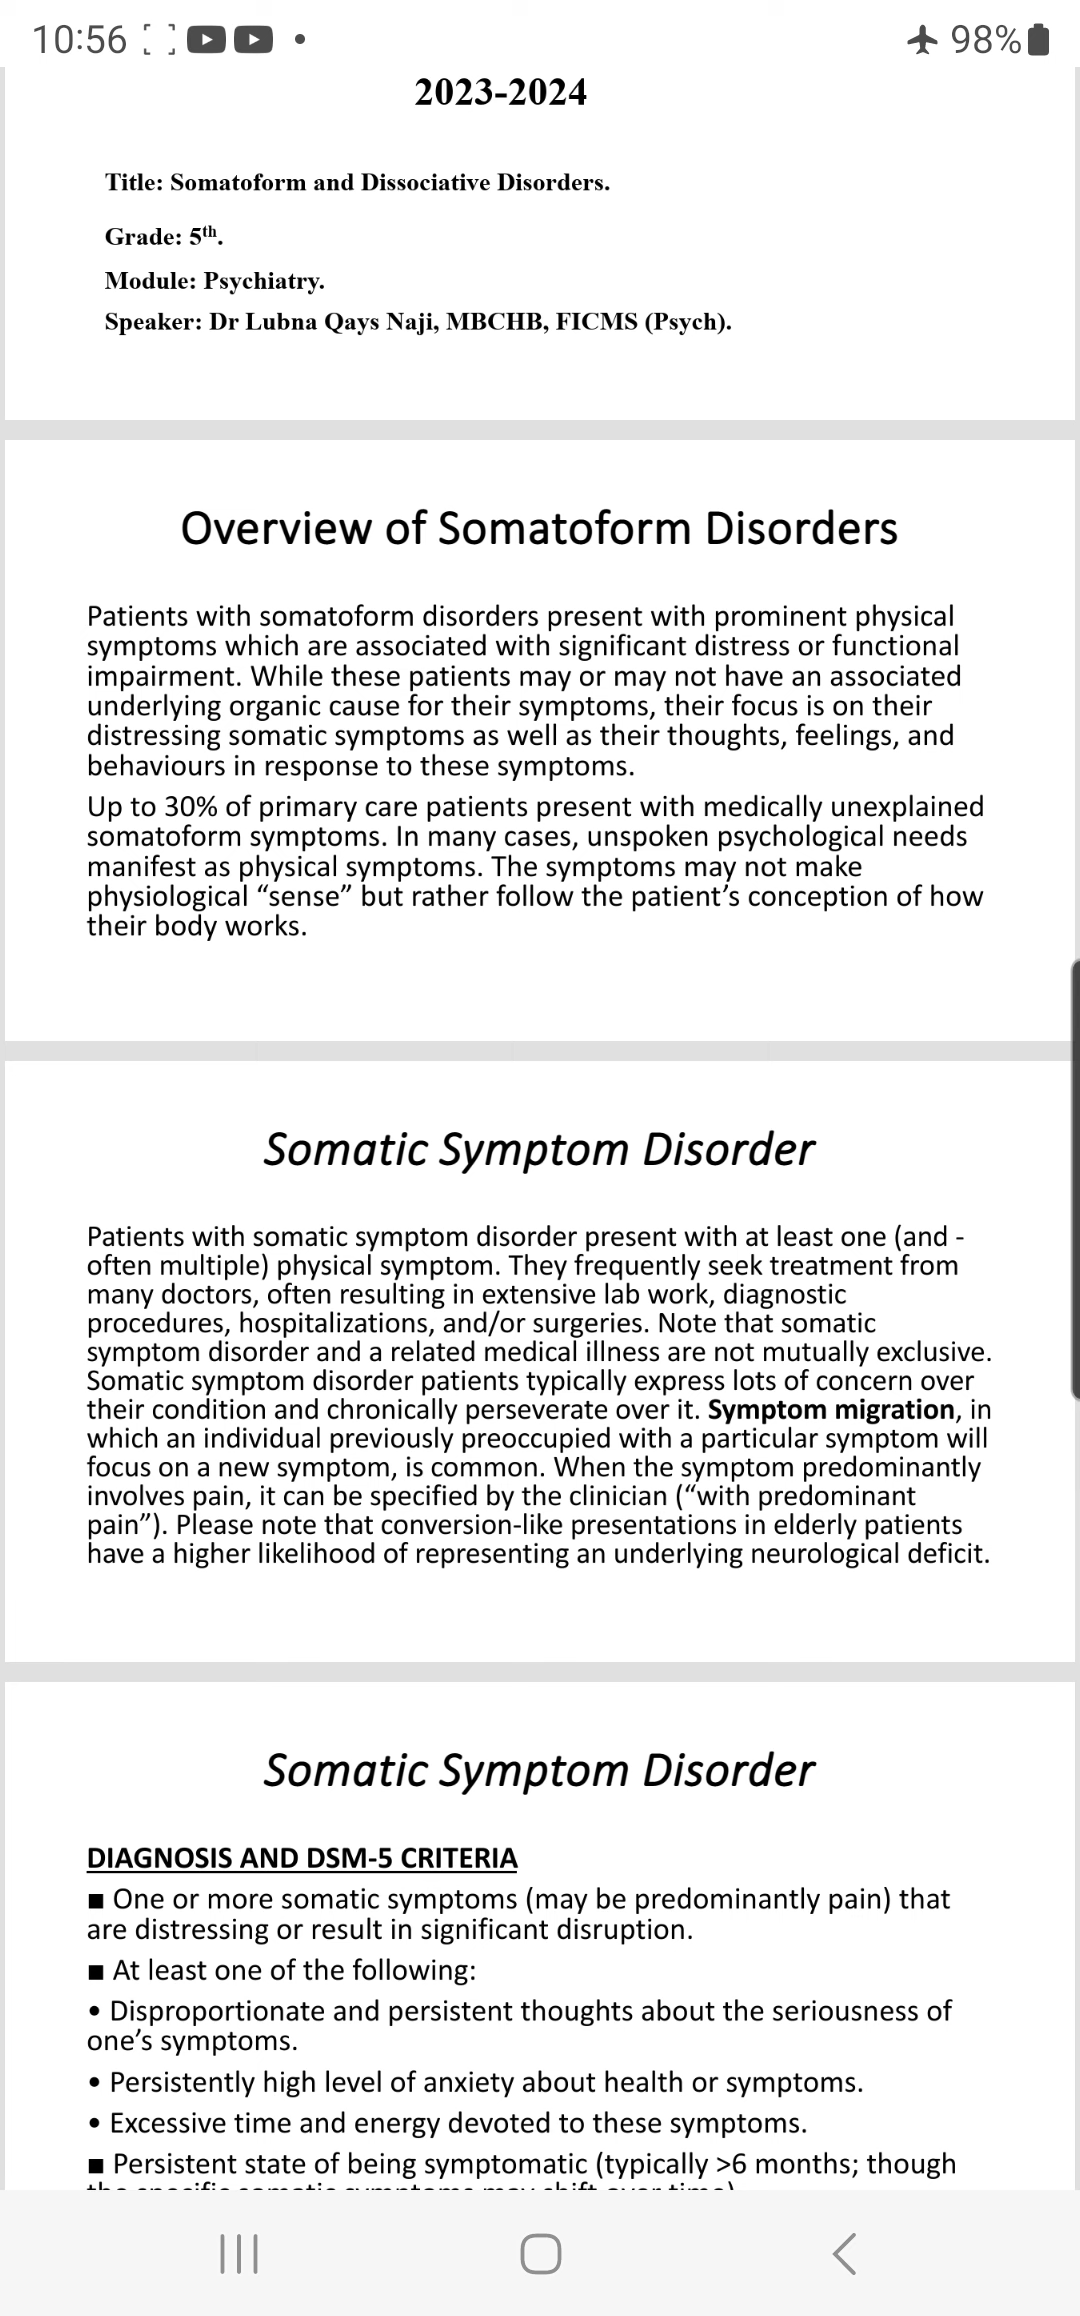 10:56
98%
2023-2024
Title: Somatoform and Dissociative Disorders.
Grade: 5th.
Module: Psychiatry.
Speaker: Dr Lubna Qays Naji, MBCHB, FICMS (Psych).
Overview of Somatoform Disorders
Patients with somatoform disorders present with prominent physical
symptoms which are associated with significant distress or functional
impairment. While these patients may or may not have an associated
underlying organic cause for their symptoms, their focus is on their
distressing somatic symptoms as well as their thoughts, feelings, and
behaviours in response to these symptoms.
Up to 30% of primary care patients present with medically unexplained
somatoform symptoms. In many cases, unspoken psychological needs
manifest as physical symptoms. The symptoms may not make
physiological “sense” but rather follow the patient’s conception of how
their body works.
Somatic Symptom Disorder
Patients with somatic symptom disorder present with at least one (and -
often multiple) physical symptom. They frequently seek treatment from
many doctors, often resulting in extensive lab work, diagnostic
procedures, hospitalizations, and/or surgeries. Note that somatic
symptom disorder and a related medical illness are not mutually exclusive.
Somatic symptom disorder patients typically express lots of concern over
their condition and chronically perseverate over it. Symptom migration, in
which an individual previously preoccupied with a particular symptom will
focus on a new symptom, is common. When the symptom predominantly
involves pain, it can be specified by the clinician (“with predominant
pain”). Please note that conversion-like presentations in elderly patients
have a higher likelihood of representing an underlying neurological deficit.
Somatic Symptom Disorder
DIAGNOSIS AND DSM-5 CRITERIA
■ One or more somatic symptoms (may be predominantly pain) that
are distressing or result in significant disruption.
■ At least one of the following:
• Disproportionate and persistent thoughts about the seriousness of
one’s symptoms.
• Persistently high level of anxiety about health or symptoms.
• Excessive time and energy devoted to these symptoms.
■ Persistent state of being symptomatic (typically >6 months; though
the specific somatic symptoms may shift over time)